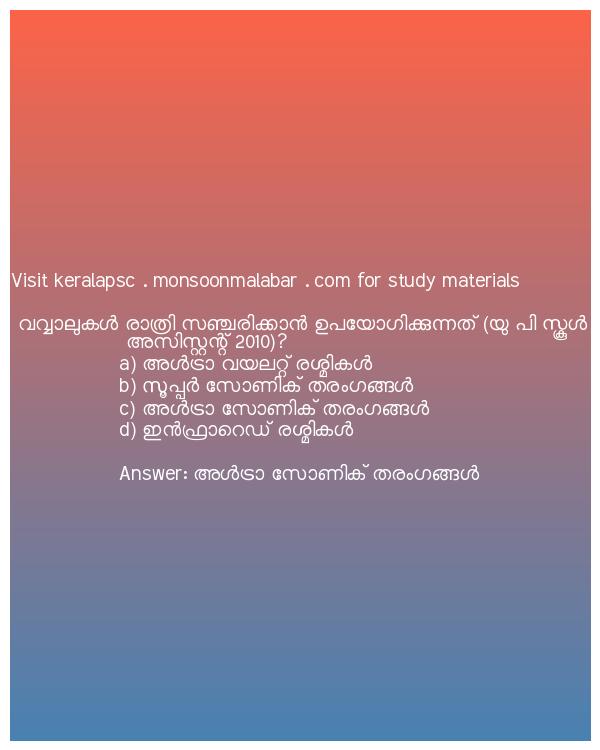 Visit keralapsc . monsoonmalabar . com for study materials
വവ്വാലുകൾ രാത്രി സഞ്ചരിക്കാൻ ഉപയോഗിക്കുന്നത് (യു പി സ്കൂൾ
അസിസ്റ്റന്റ് 2010)?
a) അൾട്രാ വയലറ്റ് രശ്മികൾ
b) സൂപ്പർ സോണിക് തരംഗങ്ങൾ
c) അൾട്രാ സോണിക് തരംഗങ്ങൾ
d) ഇൻഫ്രാറെഡ് രശ്മികൾ
Answer: അൾട്രാ സോണിക് തരംഗങ്ങൾ